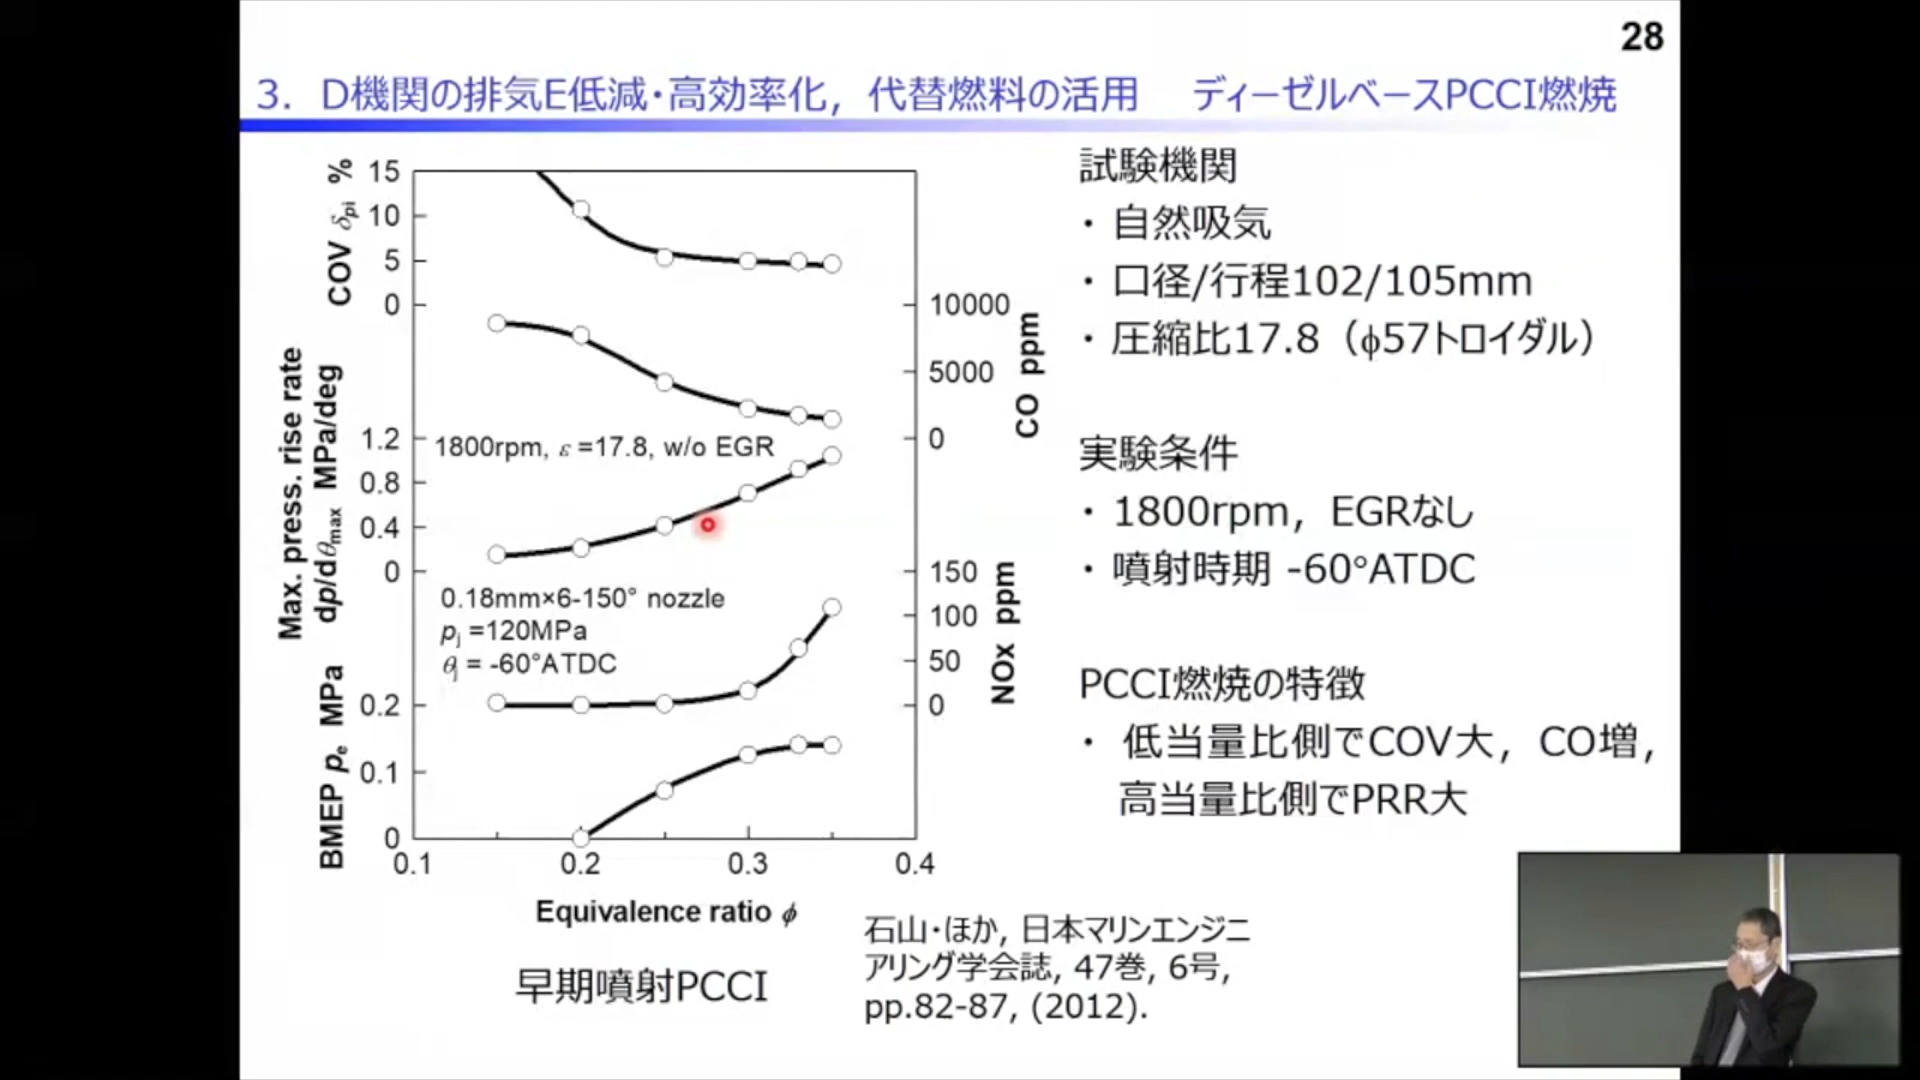 28
3. D機関の排気E低減・高効率化，代替燃料の活用　ディーゼルベースPCCI燃焼
COV δpi %
15
10
5
0
10000
5000
0
CO ppm
Max. press. rise rate
dp/dθmax MPa/deg
1.2
0.8
0.4
0
1800rpm, ε =17.8, w/o EGR
150
100
50
0
NOx ppm
0.18mm×6-150° nozzle
pj =120MPa
θj = -60°ATDC
BMEP pe MPa
0.2
0.1
0
0.1
0.2
0.3
0.4
Equivalence ratio ϕ
早期噴射PCCI
石山・ほか, 日本マリンエンジニ
アリング学会誌, 47巻, 6号,
pp.82-87, (2012).
試験機関
・ 自然吸気
・ 口径/行程102/105mm
・ 圧縮比17.8（ϕ57トロイダル）
実験条件
・ 1800rpm，EGRなし
・ 噴射時期 -60°ATDC
PCCI燃焼の特徴
・ 低当量比側でCOV大，CO増，
高当量比側でPRR大